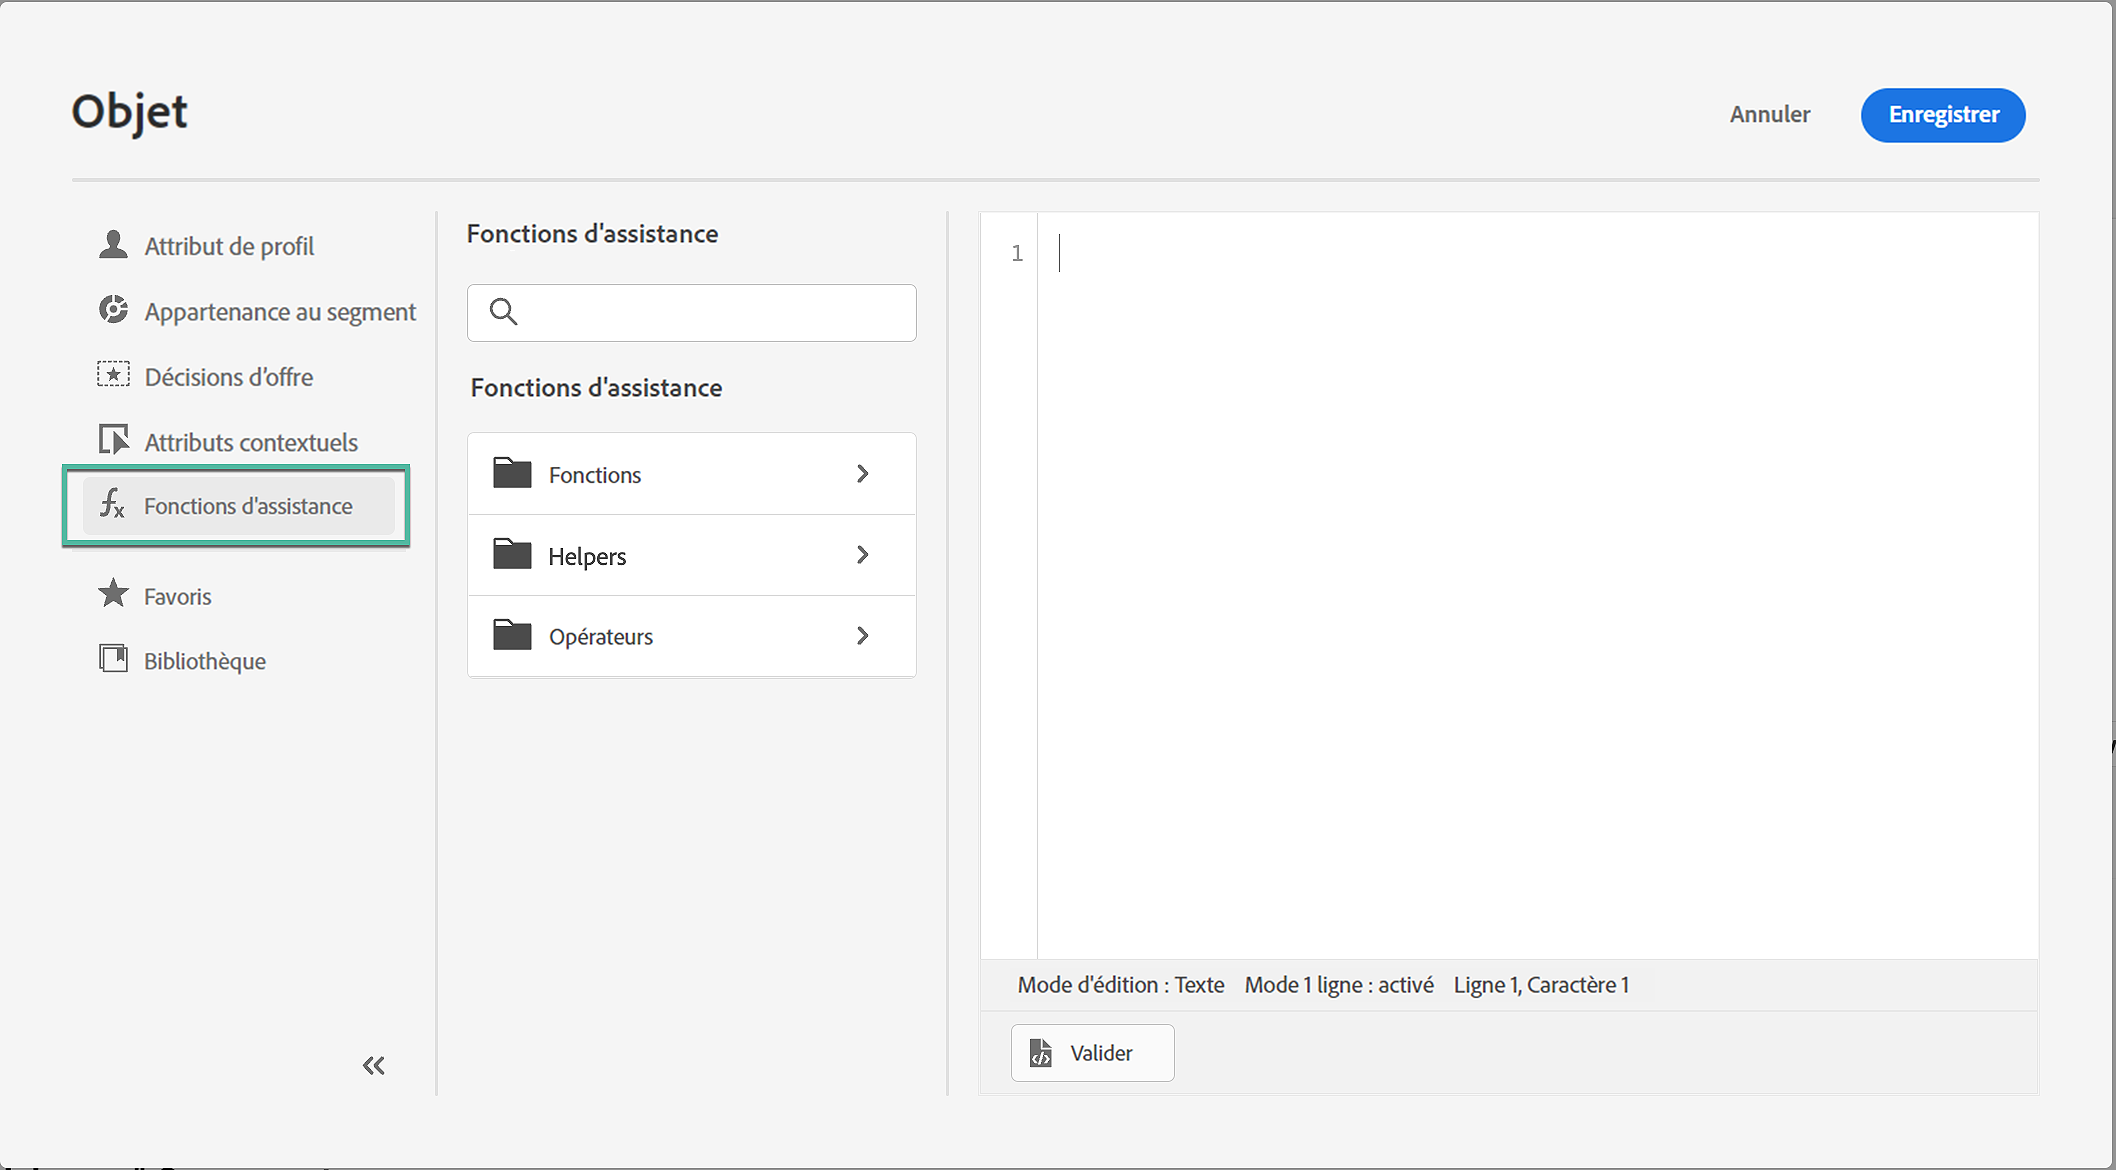 Objet
Annuler
Enregistrer
Attribut de profil
Appartenance au segment
Décisions d'offre
Attributs contextuels
Fonctions d'assistance
Favoris
Bibliothèque
Fonctions d'assistance
Fonctions d'assistance
Fonctions
Helpers
Opérateurs
1
Mode d'édition : Texte Mode 1 ligne : activé Ligne 1, Caractère 1
Valider